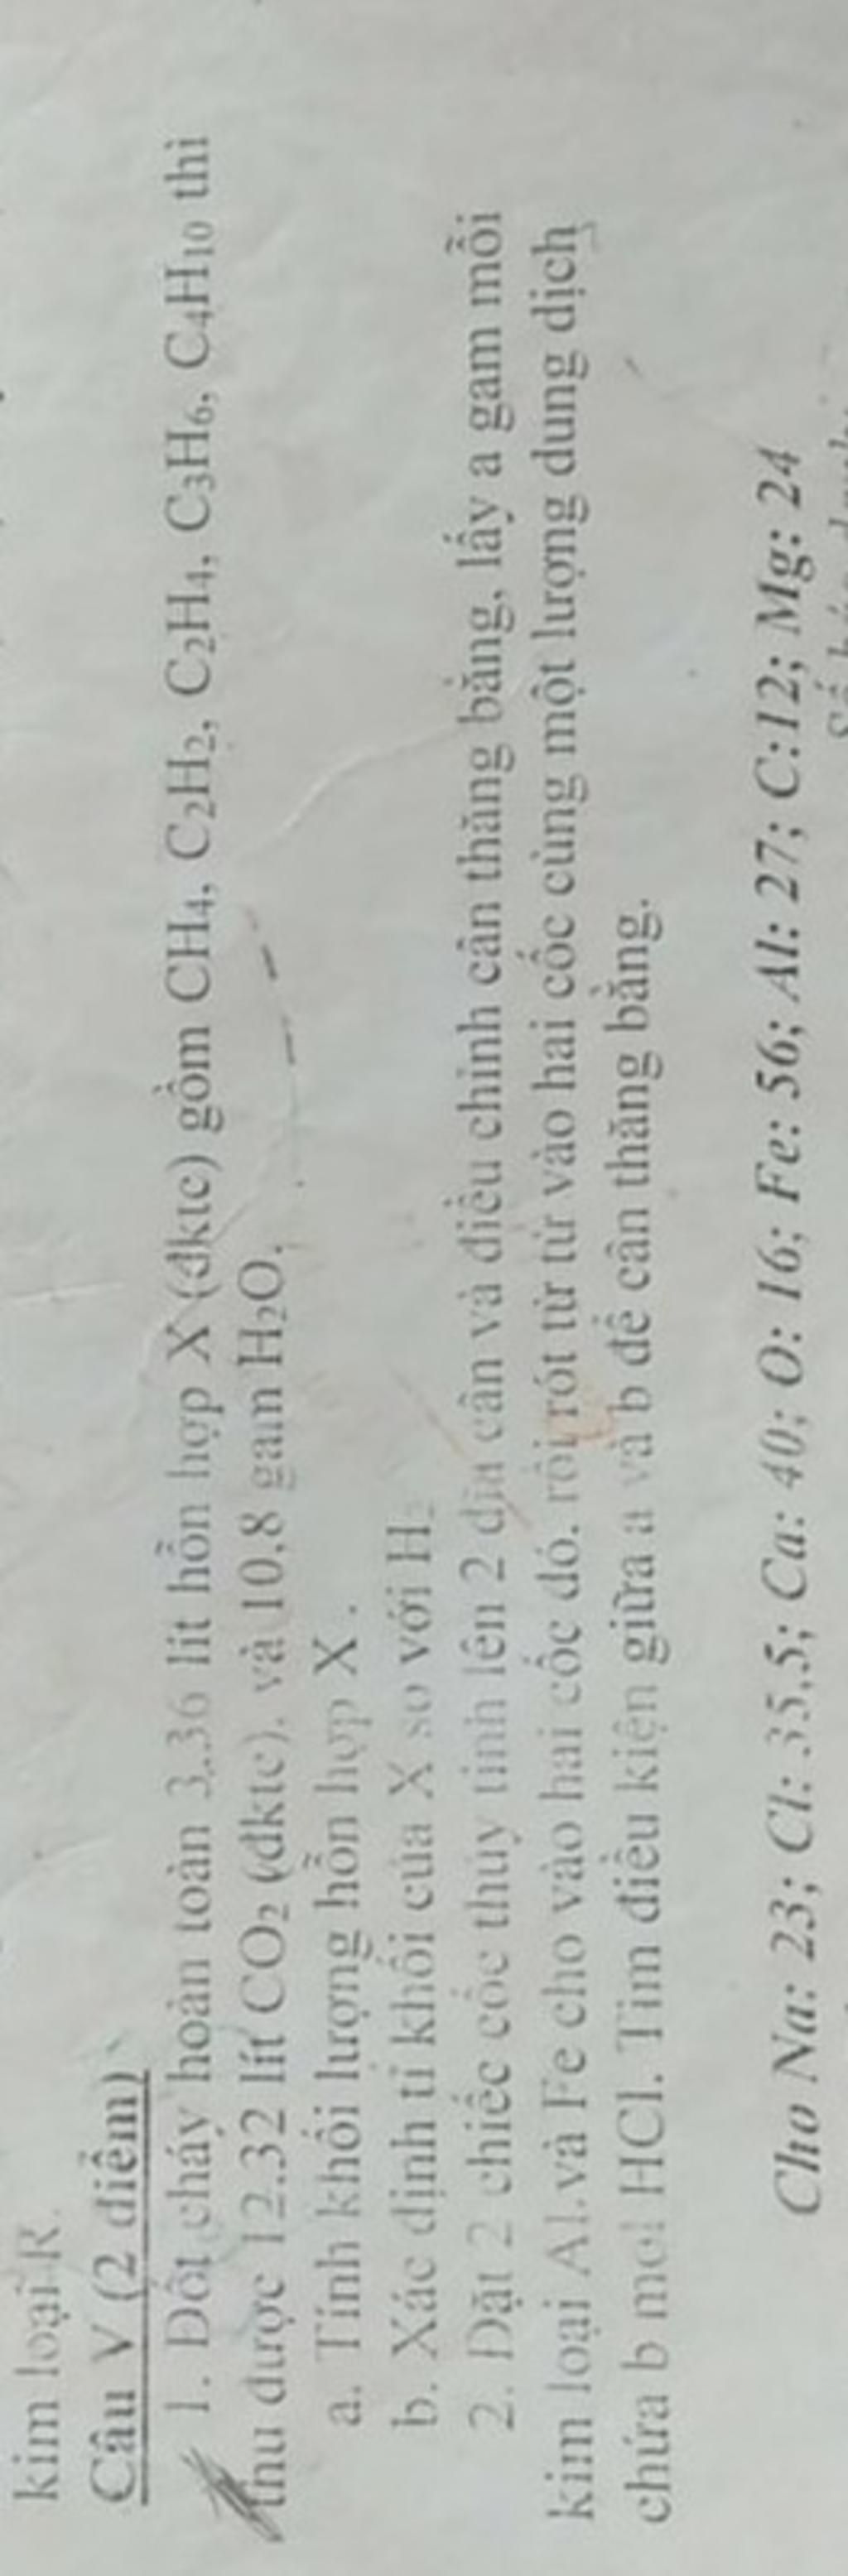 kim loại R.
Câu V (2 điểm)
1. Đốt cháy hoàn toàn 3,36 lít hỗn hợp X (đktc) gồm CH₄, C₂H₂, C₂H₄, C₃H₆, C₄H₁₀ thì
thu được 12,32 lít CO₂ (đktc). và 10,8 gam H₂O.
a. Tính khối lượng hỗn hợp X.
b. Xác định tỉ khối của X so với H₂
2. Đặt 2 chiếc cốc thủy tinh lên 2 đĩa cân và điều chỉnh cân thăng bằng, lấy a gam mỗi
kim loại Al và Fe cho vào hai cốc đó, rồi rót từ từ vào hai cốc cùng một lượng dung dịch
chứa b mol HCl. Tìm điều kiện giữa a và b để cân thăng bằng.
Cho Na: 23; Cl: 35,5; Ca: 40; O: 16; Fe: 56; Al: 27; C:12; Mg: 24